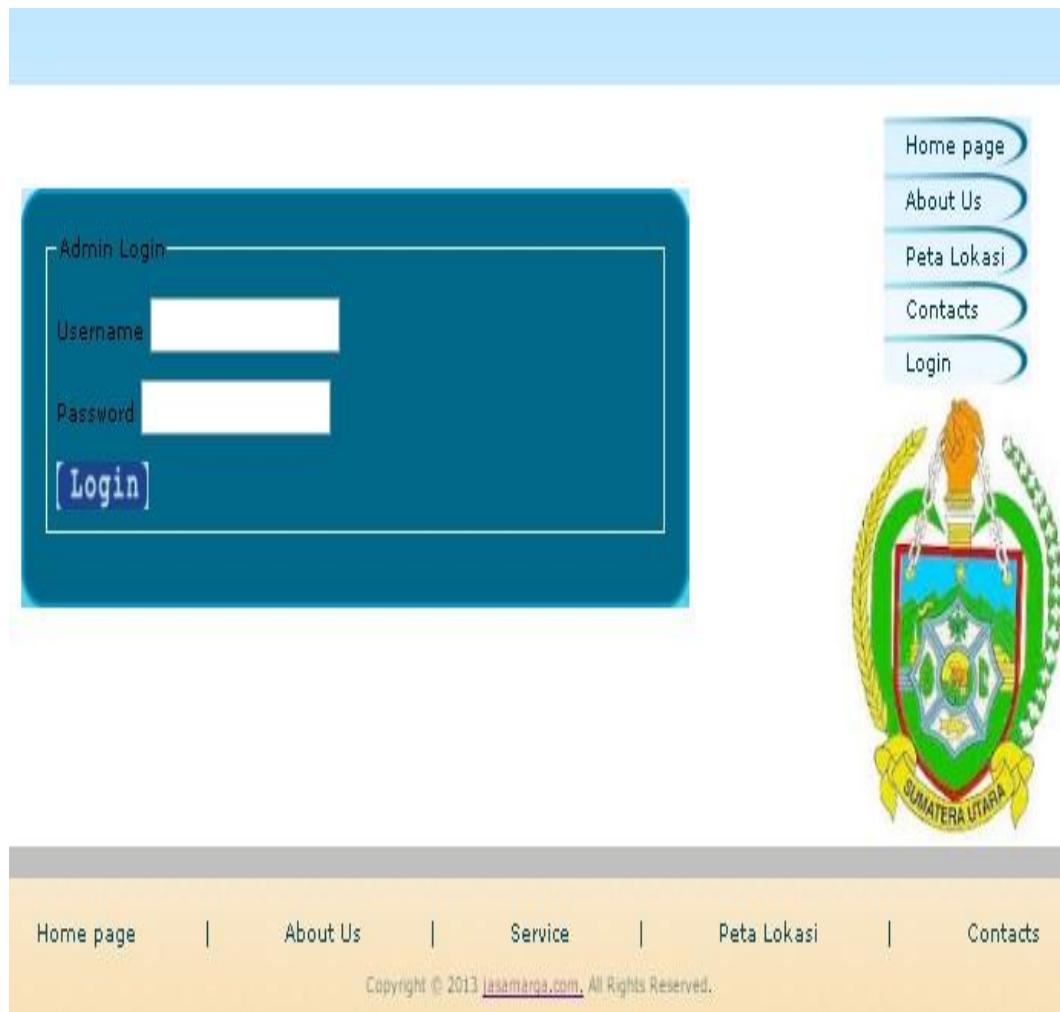 Home page
About Us
Peta Lokasi
Contacts
Login
Admin Login
Username
Password
Login
SUMATERA UTARA
Home page | About Us | Service | Peta Lokasi | Contacts
Copyright © 2013 jasamarga.com. All Rights Reserved.